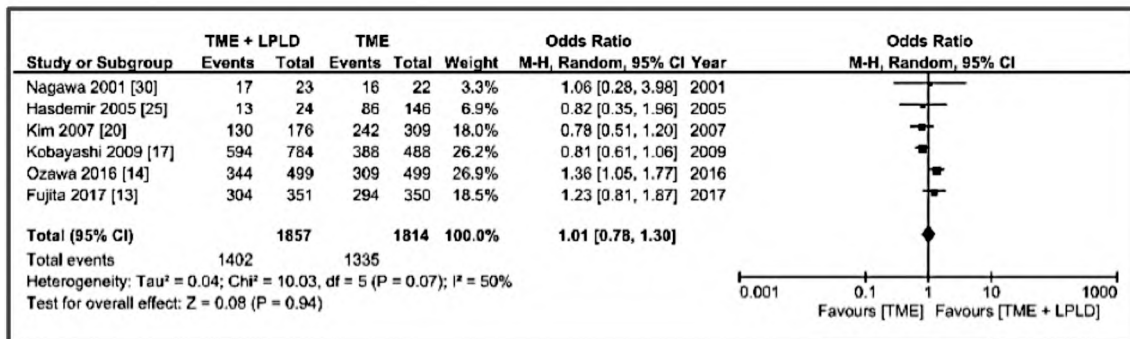 TME + LPLD TME Odds Ratio Odds Ratio
Study or Subgroup Events Total Events Total Weight M-H, Random, 95% CI Year M-H, Random, 95% CI
Nagawa 2001 [30] 17 23 16 22 3.3% 1.06 [0.28, 3.98] 2001
Hasdemir 2005 [25] 13 24 86 146 6.9% 0.82 [0.35, 1.96] 2005
Kim 2007 [20] 130 176 242 309 18.0% 0.78 [0.51, 1.20] 2007
Kobayashi 2009 [17] 594 784 388 488 26.2% 0.81 [0.61, 1.06] 2009
Ozawa 2016 [14] 344 499 309 499 26.9% 1.36 [1.05, 1.77] 2016
Fujita 2017 [13] 304 351 294 350 18.5% 1.23 [0.81, 1.87] 2017
Total (95% CI) 1857 1814 100.0% 1.01 [0.78, 1.30]
Total events 1402 1335
Heterogeneity: Tau² = 0.04; Chi² = 10.03, df = 5 (P = 0.07); I² = 50%
Test for overall effect: Z = 0.08 (P = 0.94)
0.001 0.1 1 10 1000
Favours [TME] Favours [TME + LPLD]